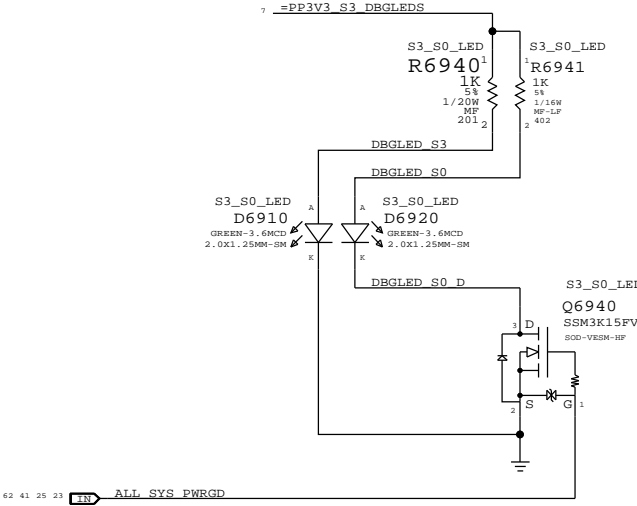 7 =PP3V3_S3_DBGLEDS
S3_S0_LED
R6940
1
1K
5%
1/20W
MF
201
2
S3_S0_LED
1
R6941
1K
5%
1/16W
MF-LF
402
2
DBGLED_S3
DBGLED_S0
S3_S0_LED
D6910
GREEN-3.6MCD
2.0X1.25MM-SM
A
K
A
K
S3_S0_LED
D6920
GREEN-3.6MCD
2.0X1.25MM-SM
DBGLED_S0_D
S3_S0_LED
Q6940
SSM3K15FV
SOD-VESM-HF
3 D
2 S
G 1
62 41 25 23 IN ALL_SYS_PWRGD